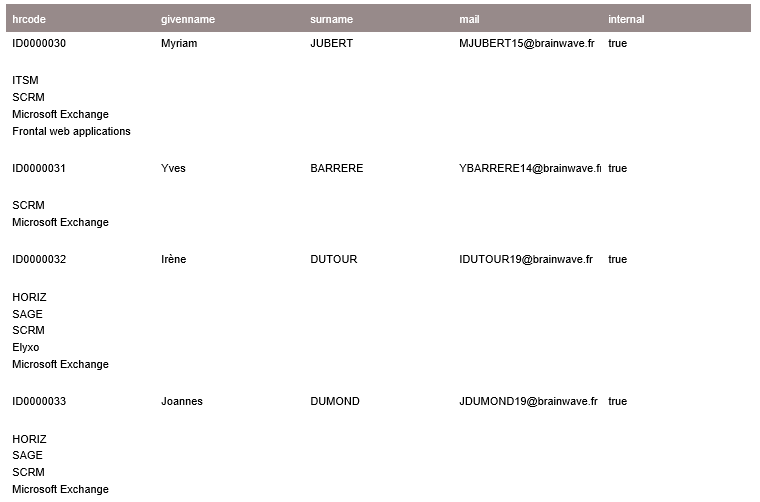 hrcode givenname surname mail internal
ID0000030 Myriam JUBERT MJUBERT15@brainwave.fr true
ITSM
SCRM
Microsoft Exchange
Frontal web applications
ID0000031 Yves BARRERE YBARRERE14@brainwave.fr true
SCRM
Microsoft Exchange
ID0000032 Irène DUTOUR IDUTOUR19@brainwave.fr true
HORIZ
SAGE
SCRM
Elyxo
Microsoft Exchange
ID0000033 Joannes DUMOND JDUMOND19@brainwave.fr true
HORIZ
SAGE
SCRM
Microsoft Exchange